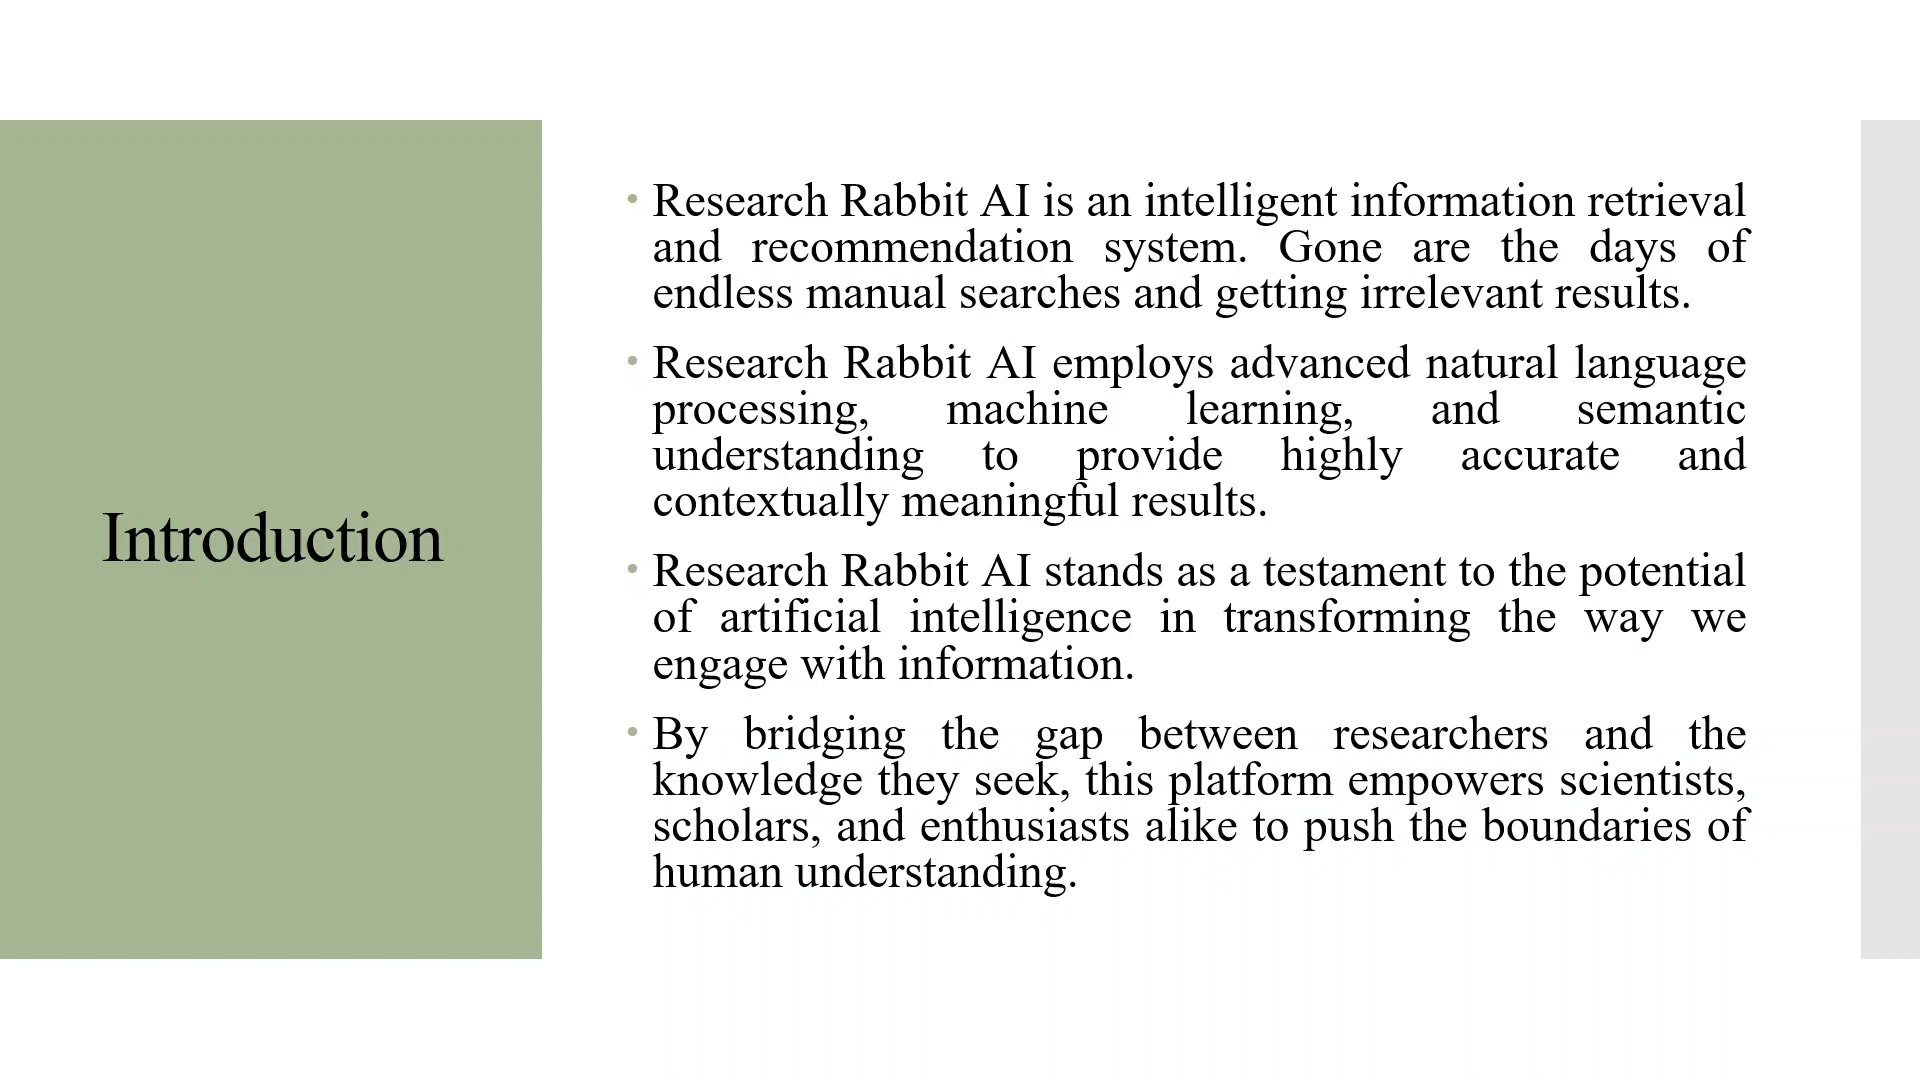 Introduction
• Research Rabbit AI is an intelligent information retrieval
and recommendation system. Gone are the days of
endless manual searches and getting irrelevant results.
• Research Rabbit AI employs advanced natural language
processing, machine learning, and semantic
understanding to provide highly accurate and
contextually meaningful results.
• Research Rabbit AI stands as a testament to the potential
of artificial intelligence in transforming the way we
engage with information.
• By bridging the gap between researchers and the
knowledge they seek, this platform empowers scientists,
scholars, and enthusiasts alike to push the boundaries of
human understanding.